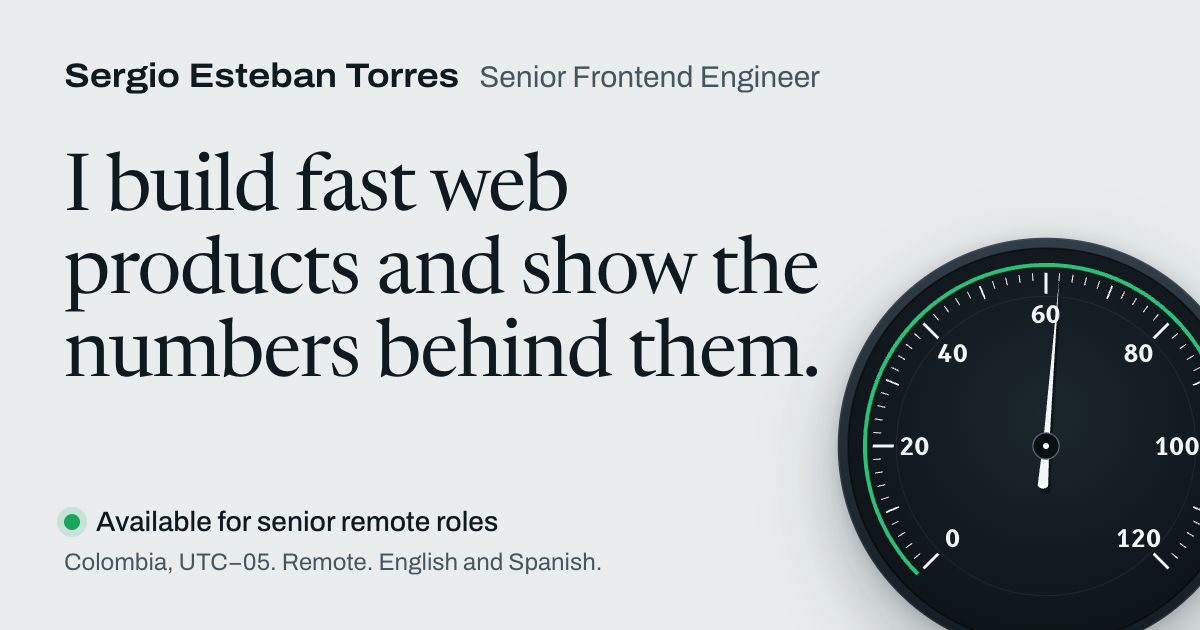 Sergio Esteban Torres Senior Frontend Engineer
I build fast web
products and show the
numbers behind them.
60
40
80
20
100
0
120
Available for senior remote roles
Colombia, UTC−05. Remote. English and Spanish.